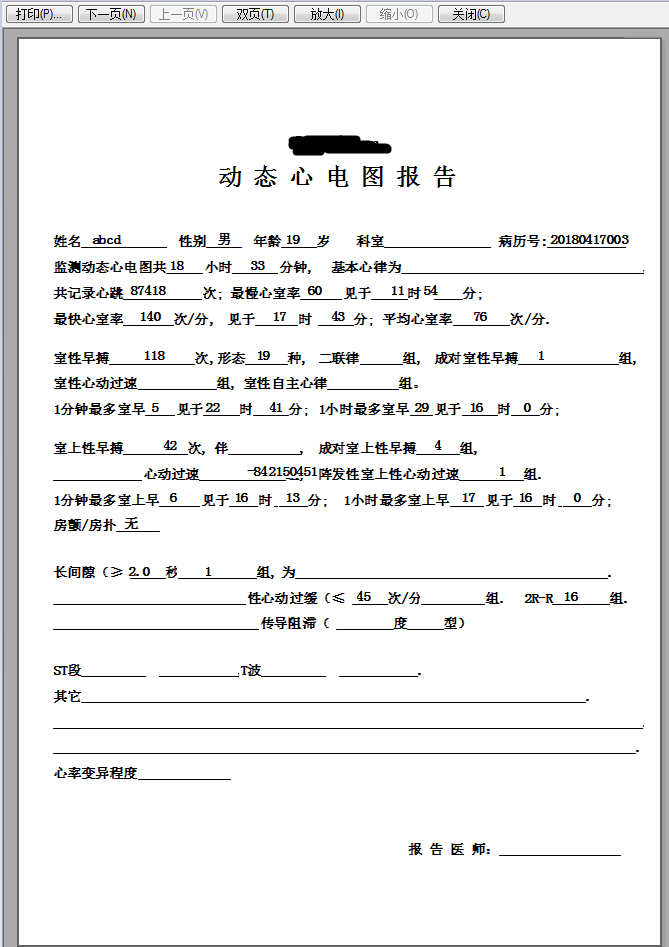 打印(P)... 下一页(N) 上一页(V) 双页(T) 放大(I) 缩小(O) 关闭(C)
动 态 心 电 图 报 告
姓名 abcd 性别 男 年龄 19 岁 科室 病历号: 20180417003
监测动态心电图共 18 小时 33 分钟, 基本心律为 .
共记录心跳 87418 次; 最慢心室率 60 见于 11 时 54 分;
最快心室率 140 次/分, 见于 17 时 43 分; 平均心室率 76 次/分.
室性早搏 118 次, 形态 19 种, 二联律 组, 成对室性早搏 1 组,
室性心动过速 组, 室性自主心律 组。
1分钟最多室早 5 见于 22 时 41 分; 1小时最多室早 29 见于 16 时 0 分;
室上性早搏 42 次, 伴 , 成对室上性早搏 4 组,
心动过速 -842150451 阵发性室上性心动过速 1 组.
1分钟最多室上早 6 见于 16 时 13 分; 1小时最多室上早 17 见于 16 时 0 分;
房颤/房扑 无
长间隙 (≥ 2.0 秒 1 组, 为 .
性心动过缓 (≤ 45 次/分 组. 2R-R 16 组.
传导阻滞 ( 度 型)
ST段 . T波 .
其它 .
.
.
心率变异程度
报 告 医 师: